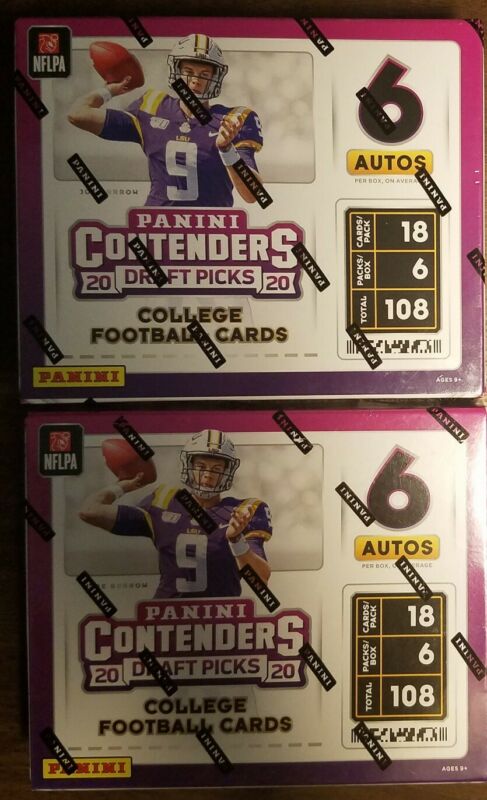 NFLPA
6
AUTOS
PER BOX, ON AVERAGE
LSU
9
PANINI
CONTENDERS
20 DRAFT PICKS 20
COLLEGE
FOOTBALL CARDS
CARDS/PACK 18
PACKS/BOX 6
TOTAL 108
PANINI
AGES 9+
NFLPA
6
AUTOS
PER BOX, ON AVERAGE
LSU
9
PANINI
CONTENDERS
20 DRAFT PICKS 20
COLLEGE
FOOTBALL CARDS
CARDS/PACK 18
PACKS/BOX 6
TOTAL 108
PANINI
AGES 9+